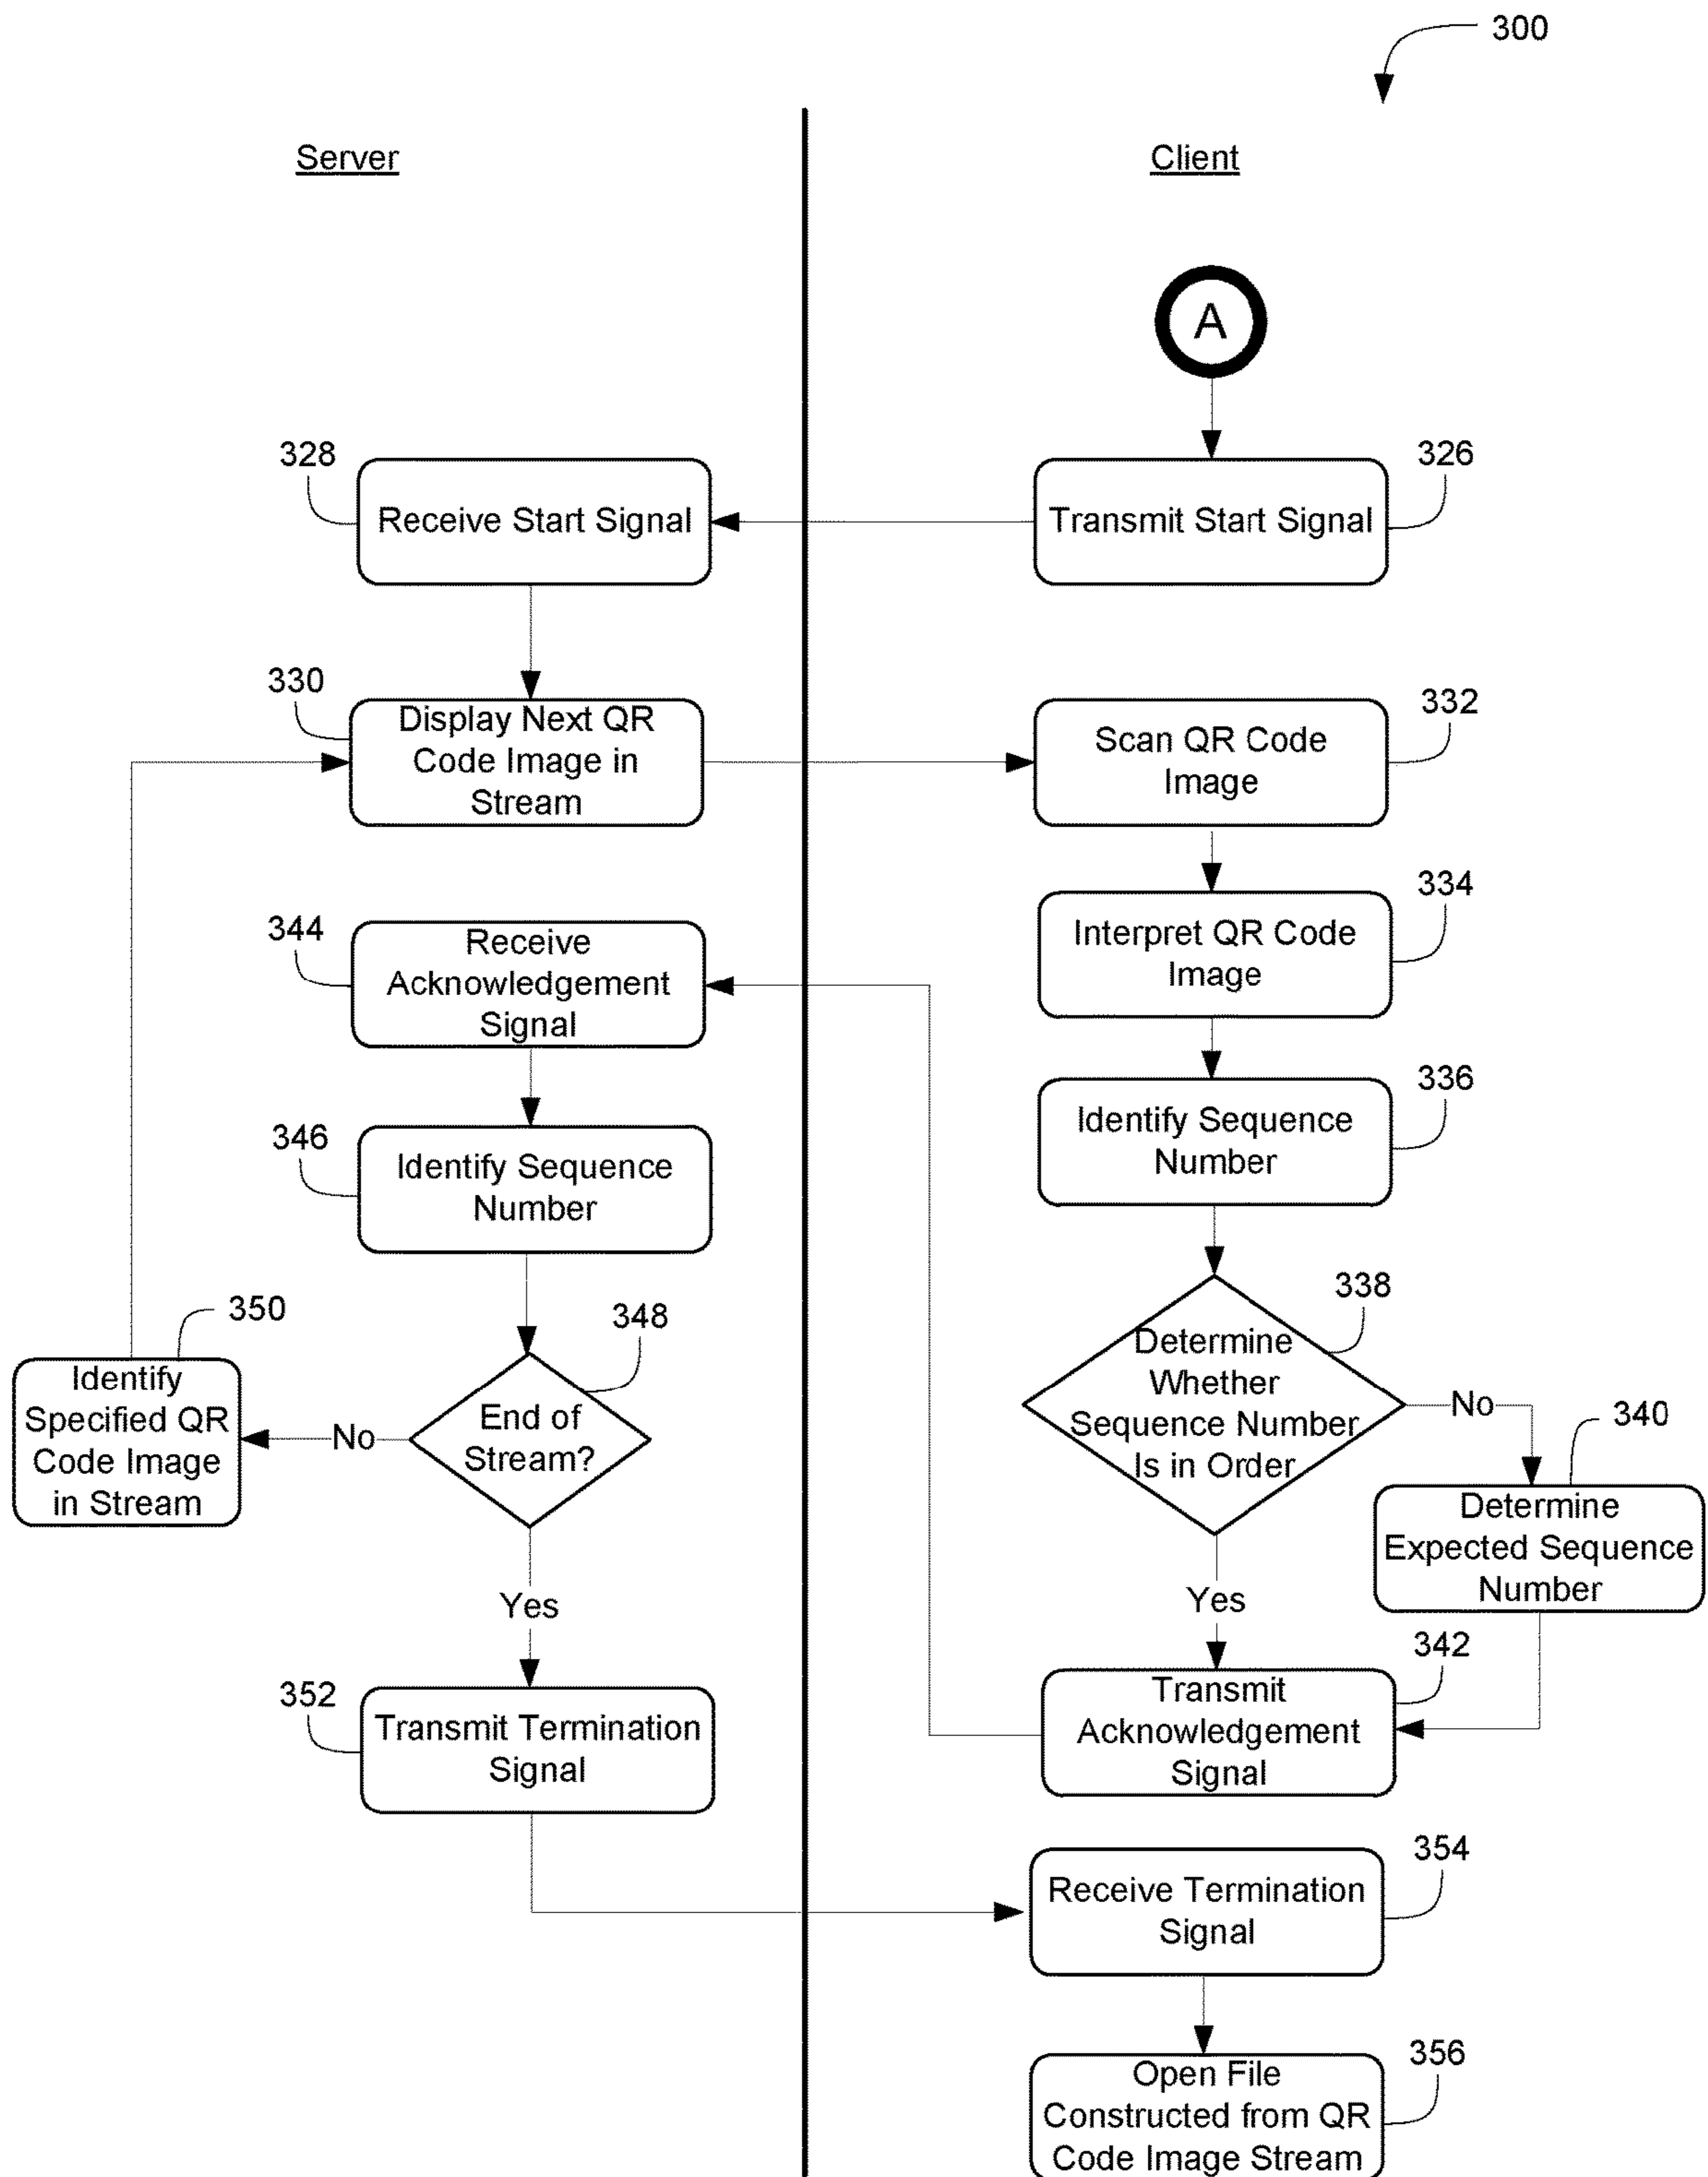 300
Server
Client
A
328
Receive Start Signal
326
Transmit Start Signal
330
Display Next QR
Code Image in
Stream
332
Scan QR Code
Image
334
Interpret QR Code
Image
344
Receive
Acknowledgement
Signal
336
Identify Sequence
Number
346
Identify Sequence
Number
338
Determine
Whether
Sequence Number
Is in Order
No
340
Determine
Expected Sequence
Number
348
End of
Stream?
No
350
Identify
Specified QR
Code Image
in Stream
Yes
Yes
342
Transmit
Acknowledgement
Signal
352
Transmit Termination
Signal
354
Receive Termination
Signal
356
Open File
Constructed from QR
Code Image Stream